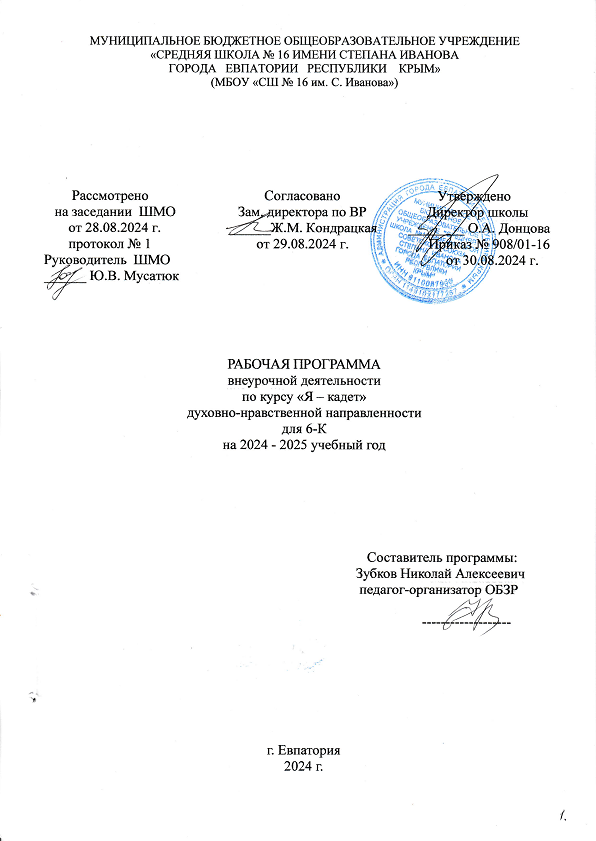 МУНИЦИПАЛЬНОЕ БЮДЖЕТНОЕ ОБЩЕОБРАЗОВАТЕЛЬНОЕ УЧРЕЖДЕНИЕ
«СРЕДНЯЯ ШКОЛА № 16 ИМЕНИ СТЕПАНА ИВАНОВА
ГОРОДА ЕВПАТОРИИ РЕСПУБЛИКИ КРЫМ»
(МБОУ «СШ № 16 им. С. Иванова»)
Рассмотрено
на заседании ШМО
от 28.08.2024 г.
протокол № 1
Руководитель ШМО
Ю.В. Мусатюк
Согласовано
Зам. директора по ВР
Ж.М. Кондрацкая
от 29.08.2024 г.
Утверждено
Директор школы
О.А. Донцова
Приказ № 908/01-16
от 30.08.2024 г.
РАБОЧАЯ ПРОГРАММА
внеурочной деятельности
по курсу «Я – кадет»
духовно-нравственной направленности
для 6-К
на 2024 - 2025 учебный год
Составитель программы:
Зубков Николай Алексеевич
педагог-организатор ОБЗР
г. Евпатория
2024 г.
1.